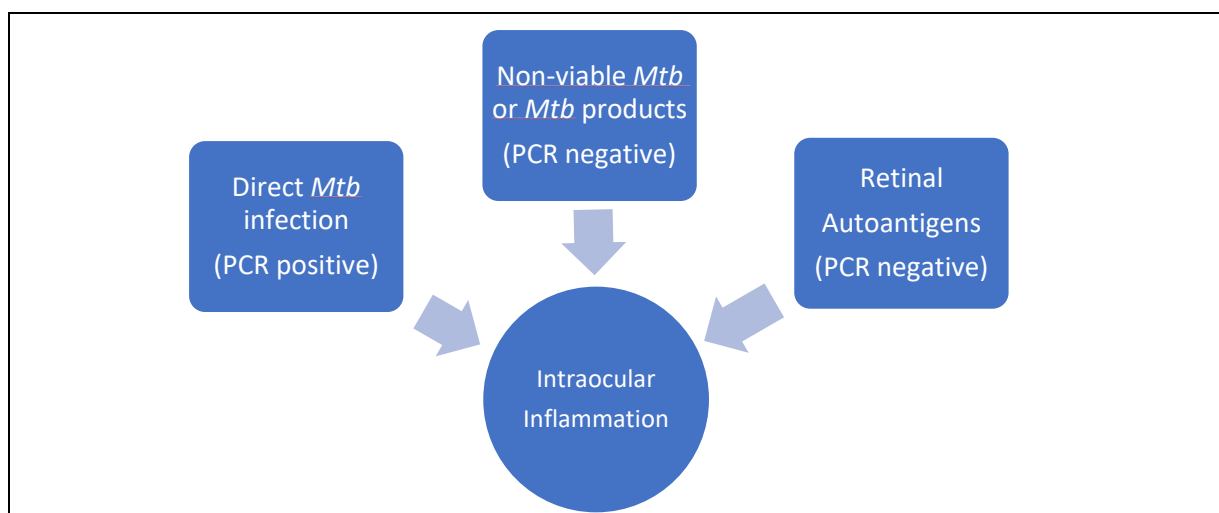 Non-viable Mtb
or Mtb products
(PCR negative)
Direct Mtb
infection
(PCR positive)
Retinal
Autoantigens
(PCR negative)
Intraocular
Inflammation